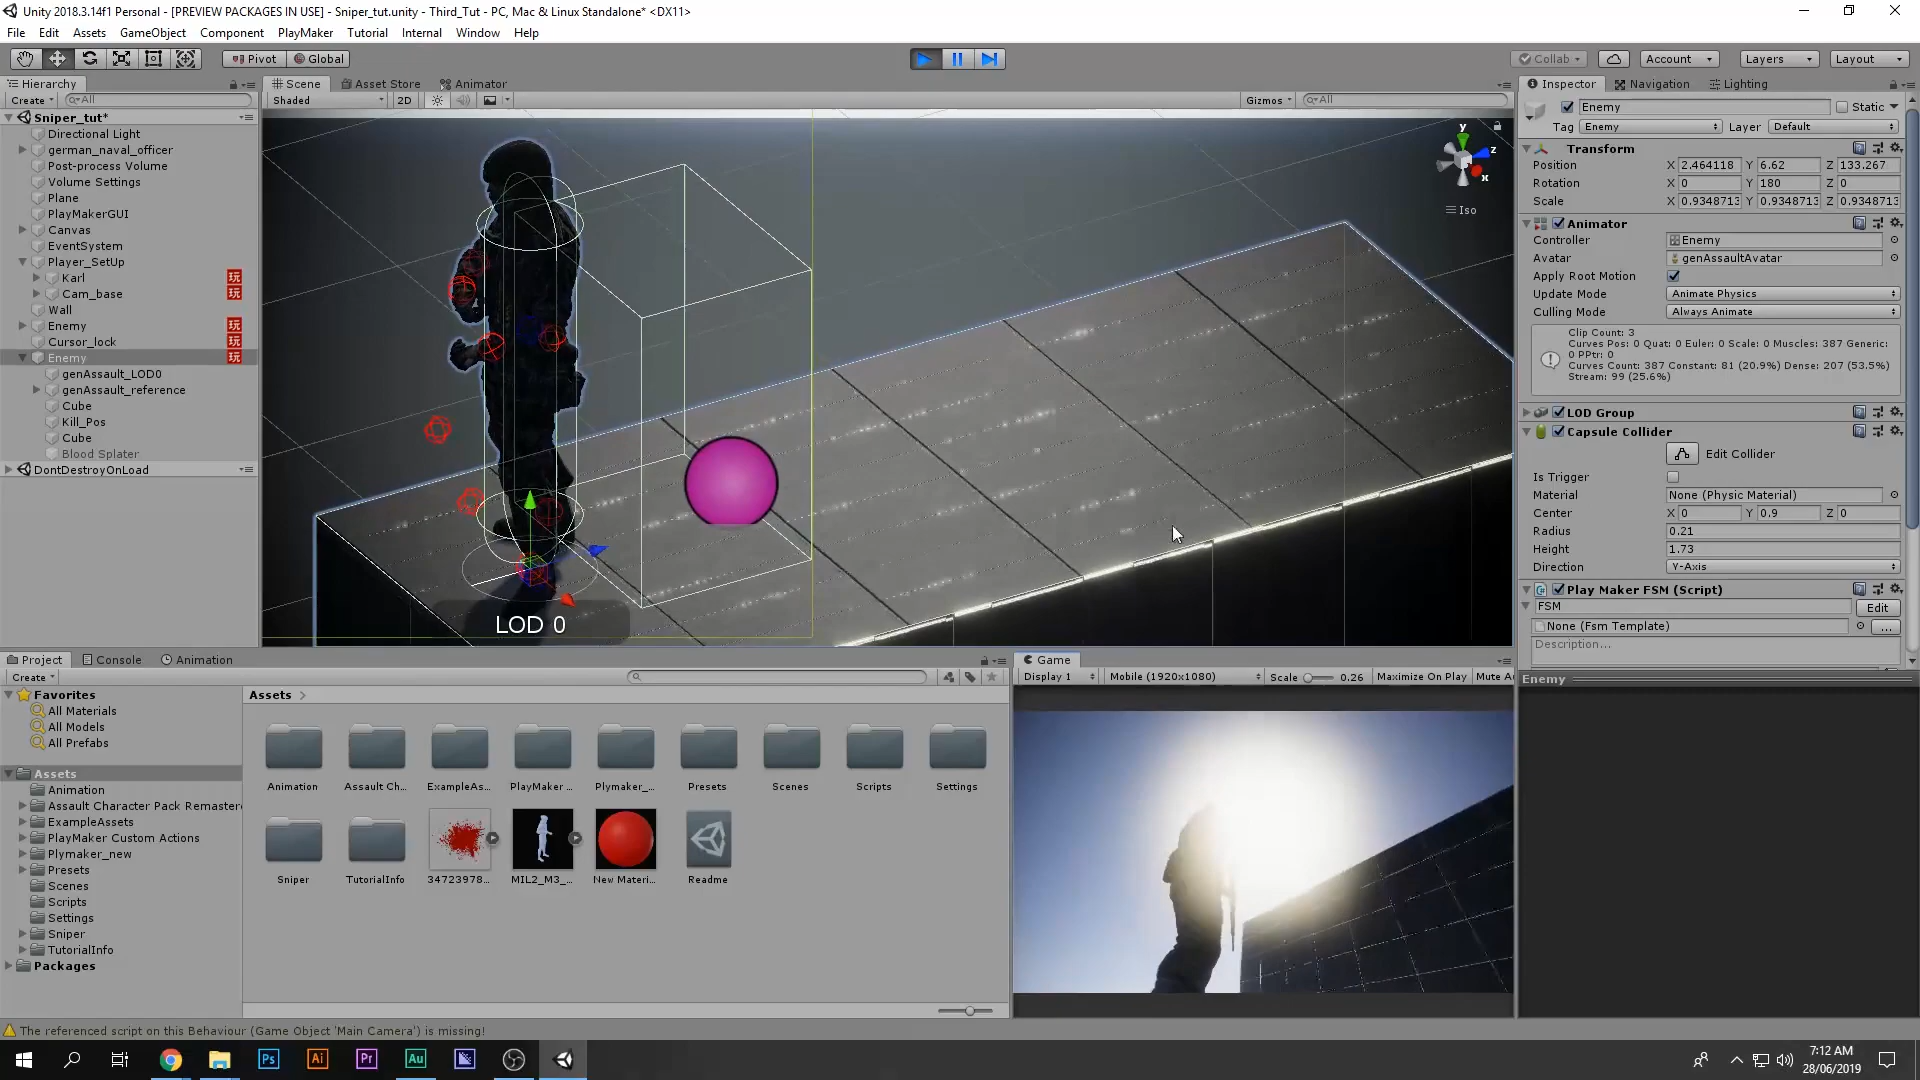 Unity 2018.3.14f1 Personal - [PREVIEW PACKAGES IN USE] - Sniper_tut.unity - Third_Tut - PC, Mac & Linux Standalone* <DX11>
File Edit Assets GameObject Component PlayMaker Tutorial Internal Window Help
Pivot Global Collab Account Layers Layout
Hierarchy
Create All
Sniper_tut*
Directional Light
german_naval_officer
Post-process Volume
Volume Settings
Plane
PlayMakerGUI
Canvas
EventSystem
Player_SetUp
Karl
Cam_base
Wall
Enemy
Cursor_lock
Enemy
genAssault_LOD0
genAssault_reference
Cube
Kill_Pos
Cube
Blood Splater
DontDestroyOnLoad
Scene Asset Store Animator
Shaded 2D Gizmos All
y
z
x
Iso
LOD 0
Inspector Navigation Lighting
Enemy Static
Tag Enemy Layer Default
Transform
Position X 2.464118 Y 6.62 Z 133.267
Rotation X 0 Y 180 Z 0
Scale X 0.9348713 Y 0.9348713 Z 0.9348713
Animator
Controller Enemy
Avatar genAssaultAvatar
Apply Root Motion
Update Mode Animate Physics
Culling Mode Always Animate
Clip Count: 3
Curves Pos: 0 Quat: 0 Euler: 0 Scale: 0 Muscles: 387 Generic:
0 PPtr: 0
Curves Count: 387 Constant: 81 (20.9%) Dense: 207 (53.5%)
Stream: 99 (25.6%)
LOD Group
Capsule Collider
Edit Collider
Is Trigger
Material None (Physic Material)
Center X 0 Y 0.9 Z 0
Radius 0.21
Height 1.73
Direction Y-Axis
Play Maker FSM (Script)
FSM Edit
None (Fsm Template) ...
Description...
Enemy
Project Console Animation
Create
Favorites
All Materials
All Models
All Prefabs
Assets
Animation
Assault Character Pack Remastere
ExampleAssets
PlayMaker Custom Actions
Plymaker_new
Presets
Scenes
Scripts
Settings
Sniper
TutorialInfo
Packages
Assets
Animation Assault Ch... ExampleAs... PlayMaker ... Plymaker_... Presets Scenes Scripts Settings
Sniper TutorialInfo 34723978... MIL2_M3_... New Materi... Readme
Game
Display 1 Mobile (1920x1080) Scale 0.26 Maximize On Play Mute A
The referenced script on this Behaviour (Game Object 'Main Camera') is missing!
Ps Ai Pr Au
7:12 AM
28/06/2019